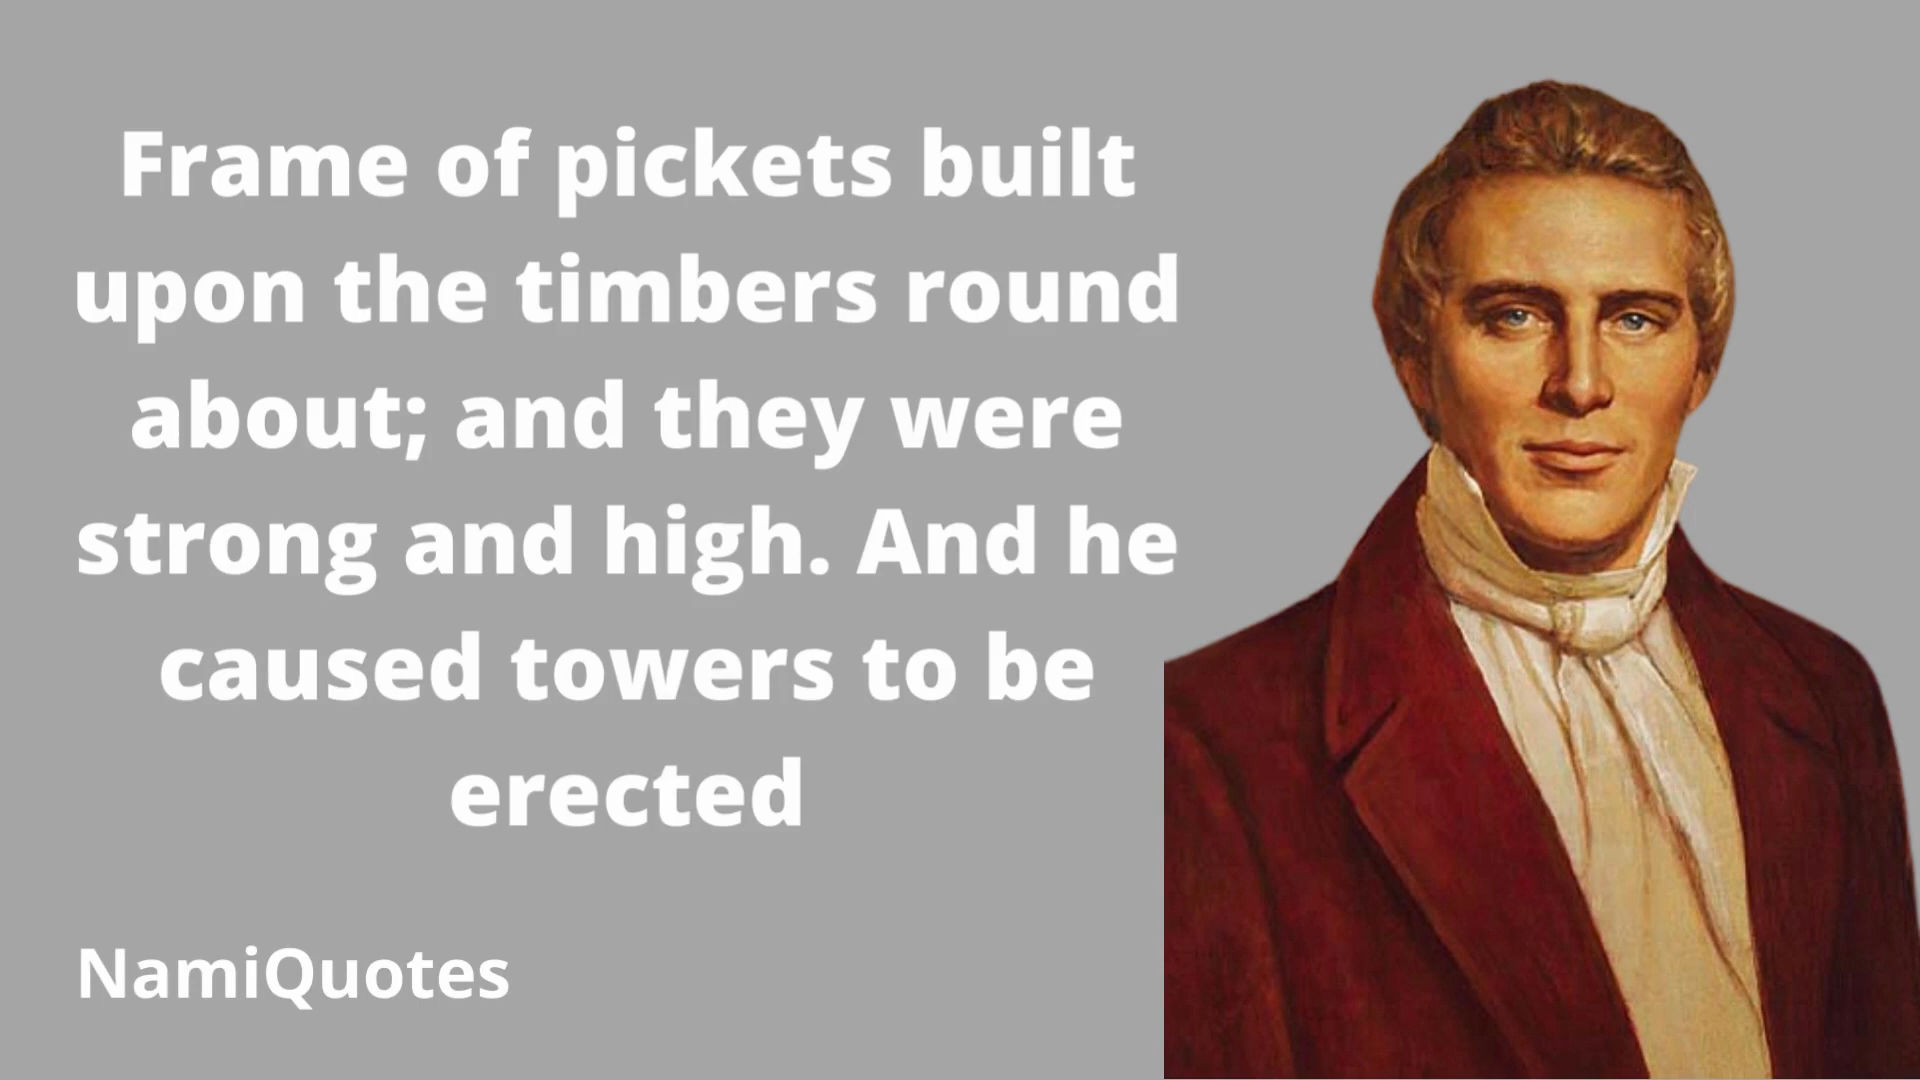 Frame of pickets built
upon the timbers round
about; and they were
strong and high. And he
caused towers to be
erected
NamiQuotes